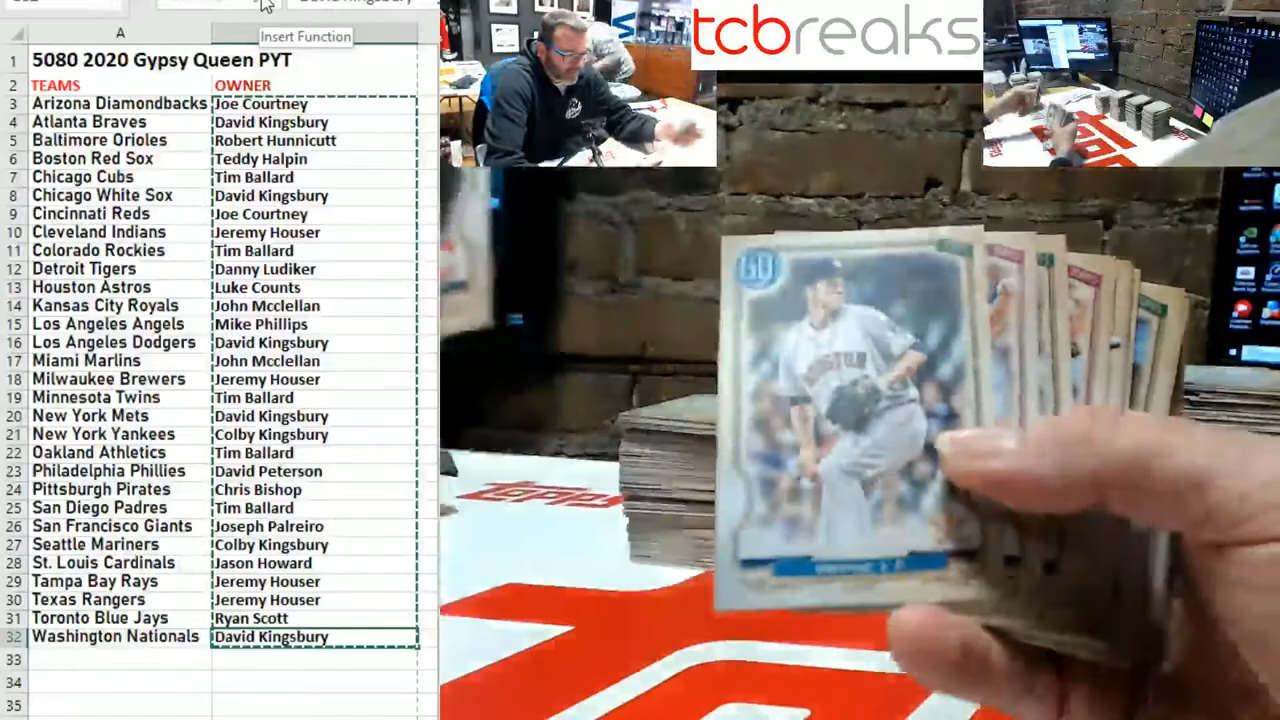 Insert Function
A
1 5080 2020 Gypsy Queen PYT
2 TEAMS OWNER
3 Arizona Diamondbacks Joe Courtney
4 Atlanta Braves David Kingsbury
5 Baltimore Orioles Robert Hunnicutt
6 Boston Red Sox Teddy Halpin
7 Chicago Cubs Tim Ballard
8 Chicago White Sox David Kingsbury
9 Cincinnati Reds Joe Courtney
10 Cleveland Indians Jeremy Houser
11 Colorado Rockies Tim Ballard
12 Detroit Tigers Danny Ludiker
13 Houston Astros Luke Counts
14 Kansas City Royals John Mcclellan
15 Los Angeles Angels Mike Phillips
16 Los Angeles Dodgers David Kingsbury
17 Miami Marlins John Mcclellan
18 Milwaukee Brewers Jeremy Houser
19 Minnesota Twins Tim Ballard
20 New York Mets David Kingsbury
21 New York Yankees Colby Kingsbury
22 Oakland Athletics Tim Ballard
23 Philadelphia Phillies David Peterson
24 Pittsburgh Pirates Chris Bishop
25 San Diego Padres Tim Ballard
26 San Francisco Giants Joseph Palreiro
27 Seattle Mariners Colby Kingsbury
28 St. Louis Cardinals Jason Howard
29 Tampa Bay Rays Jeremy Houser
30 Texas Rangers Jeremy Houser
31 Toronto Blue Jays Ryan Scott
32 Washington Nationals David Kingsbury
33
34
35
tcbreaks
GQ
BOSTON
topps